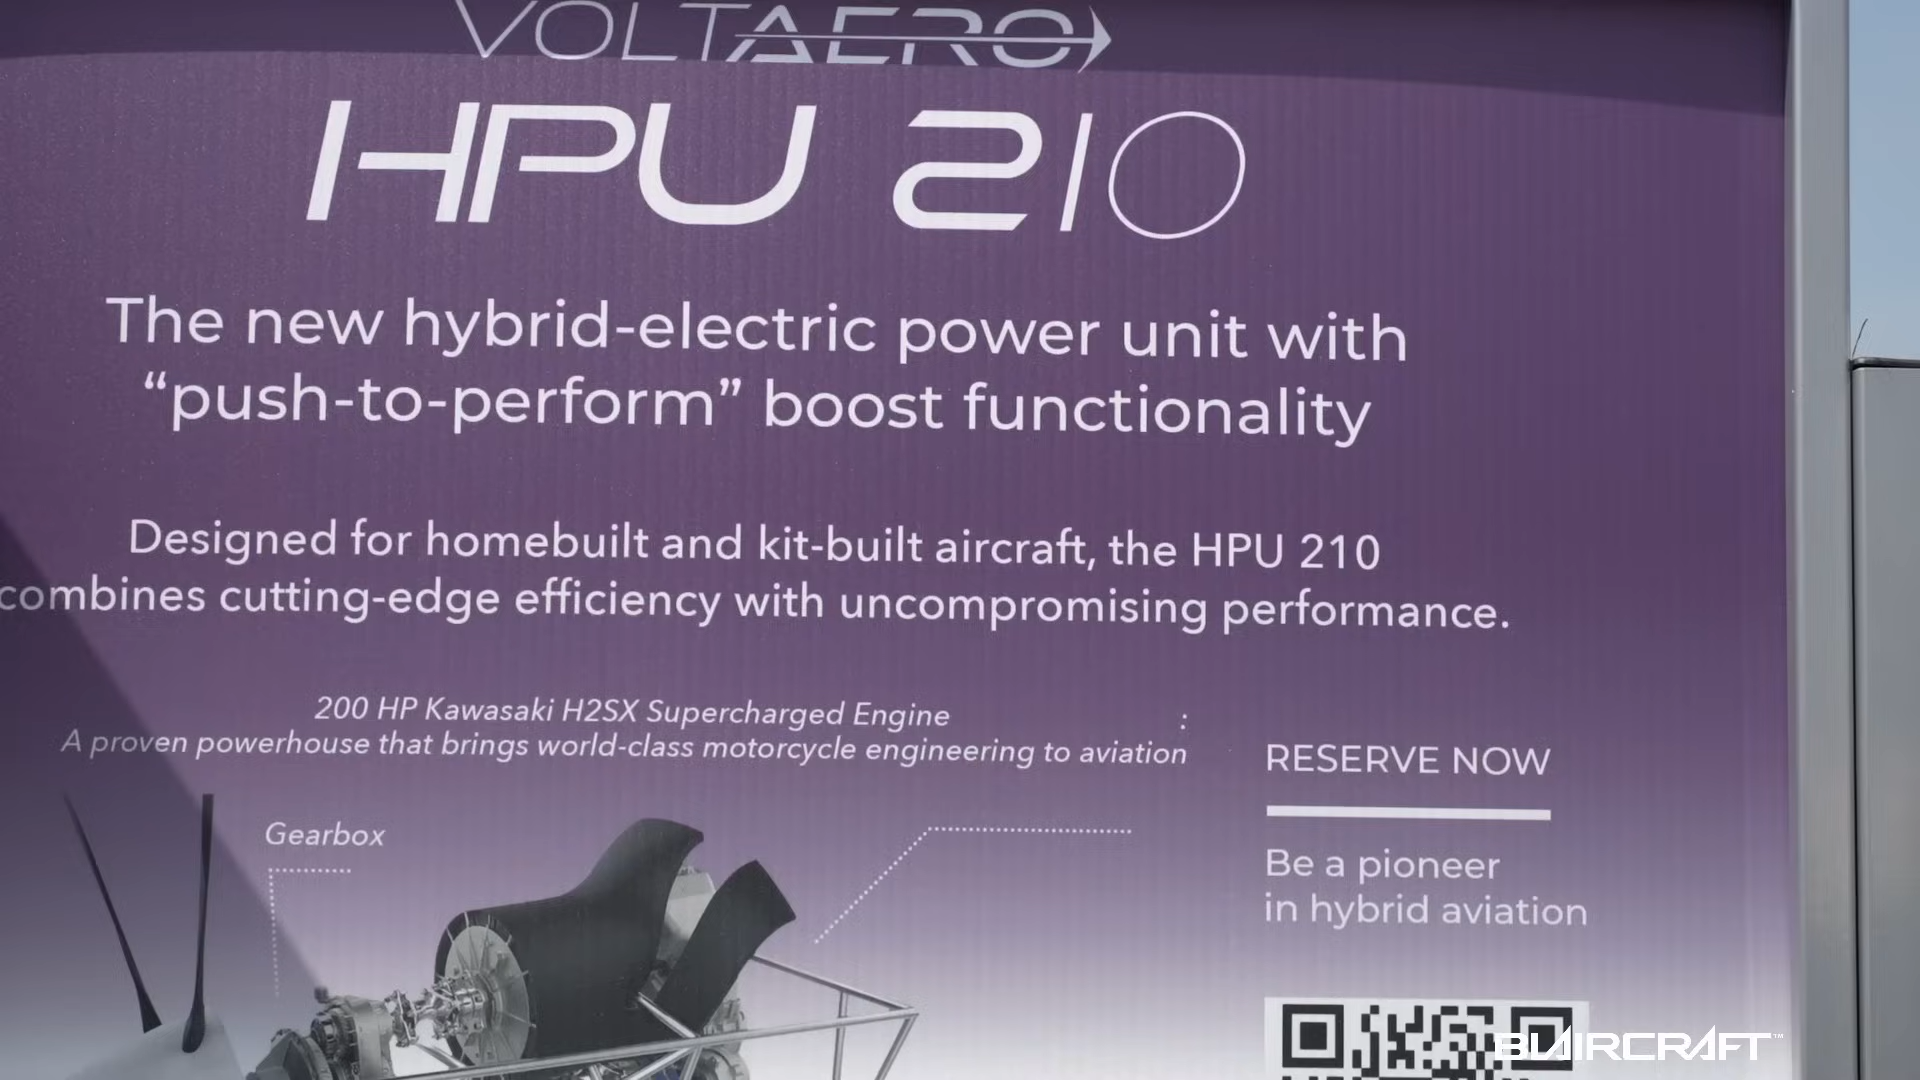 VOLTAERO
HPU 210
The new hybrid-electric power unit with
“push-to-perform” boost functionality
Designed for homebuilt and kit-built aircraft, the HPU 210
combines cutting-edge efficiency with uncompromising performance.
200 HP Kawasaki H2SX Supercharged Engine :
A proven powerhouse that brings world-class motorcycle engineering to aviation
Gearbox
RESERVE NOW
Be a pioneer
in hybrid aviation
BLAIRCRAFT™